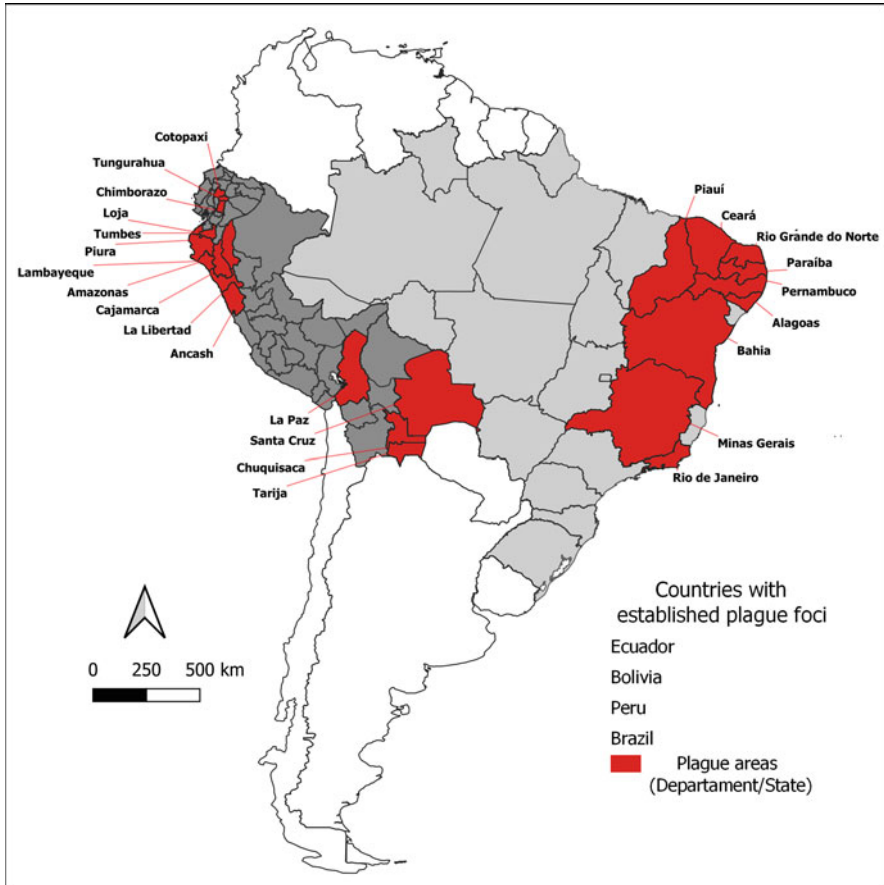 Cotopaxi
Tungurahua
Chimborazo
Loja
Tumbes
Piura
Lambayeque
Amazonas
Cajamarca
La Libertad
Ancash
La Paz
Santa Cruz
Chuquisaca
Tarija
Piauí
Ceará
Rio Grande do Norte
Paraíba
Pernambuco
Alagoas
Bahia
Minas Gerais
Rio de Janeiro
0 250 500 km
Countries with
established plague foci
Ecuador
Bolivia
Peru
Brazil
Plague areas
(Departament/State)